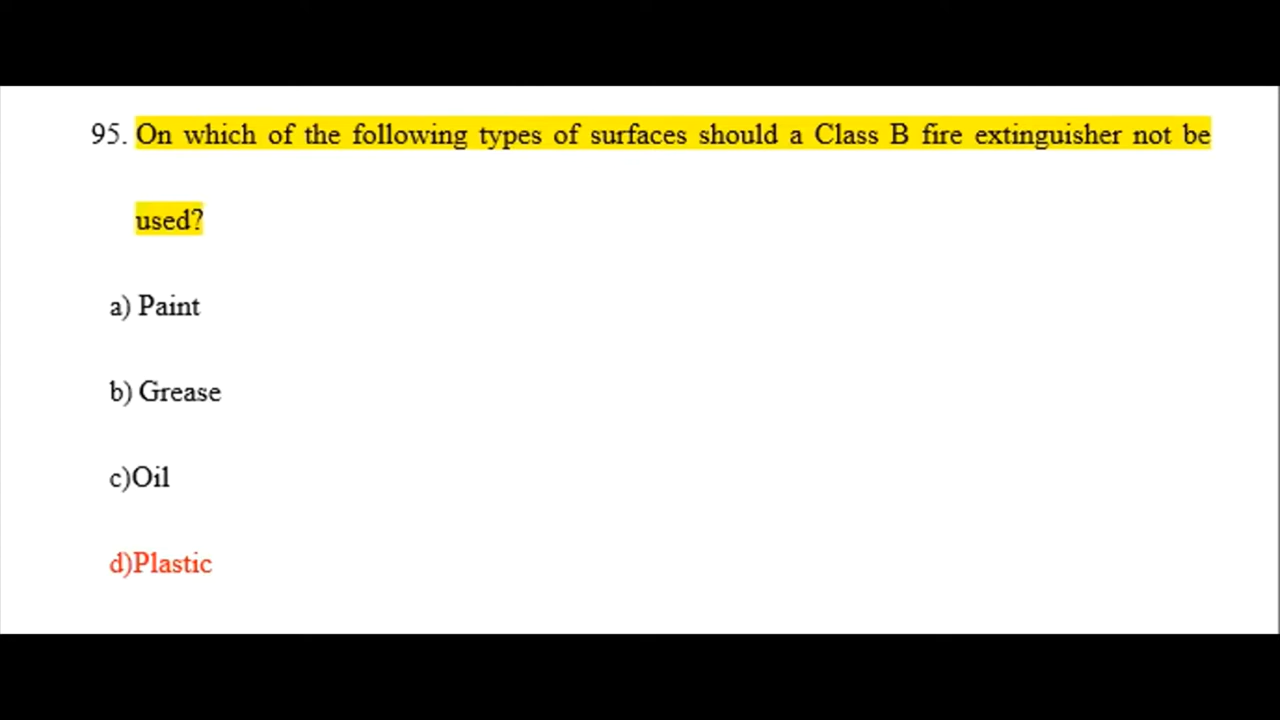 95. On which of the following types of surfaces should a Class B fire extinguisher not be
used?
a) Paint
b) Grease
c)Oil
d)Plastic